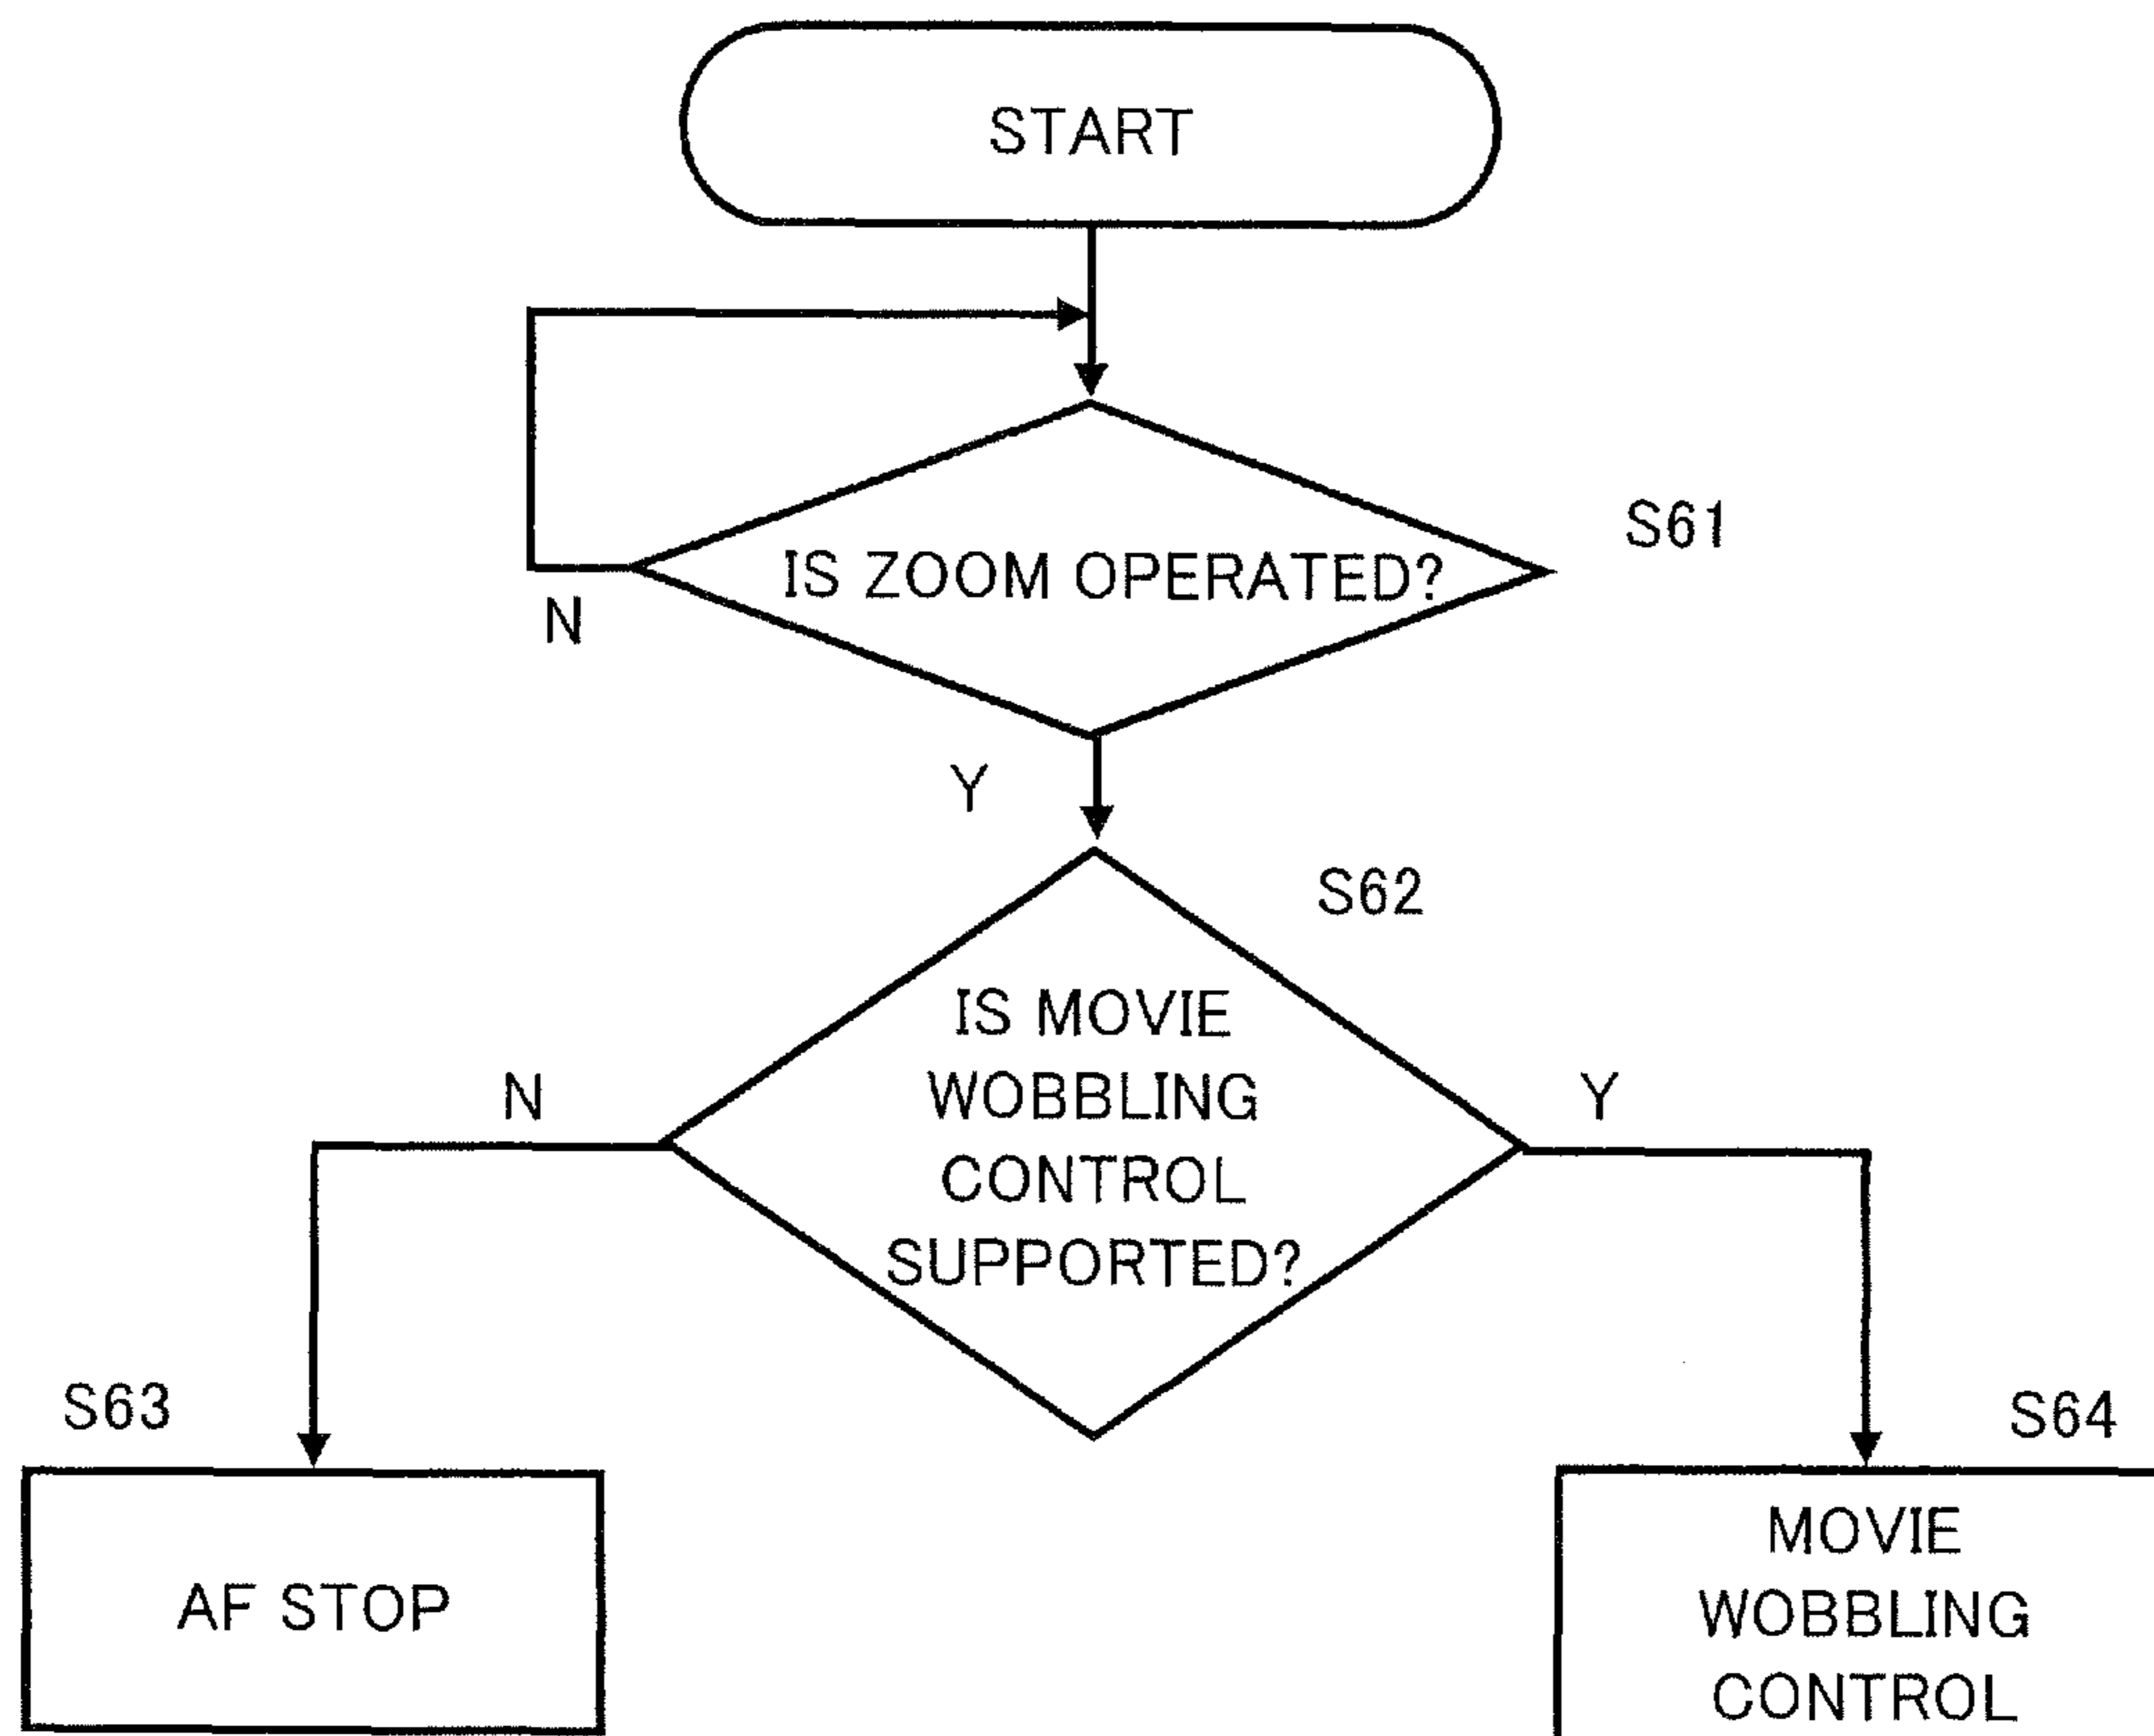 START
S61
IS ZOOM OPERATED?
N
Y
S62
IS MOVIE
WOBBLING
CONTROL
SUPPORTED?
N
Y
S63
AF STOP
S64
MOVIE
WOBBLING
CONTROL